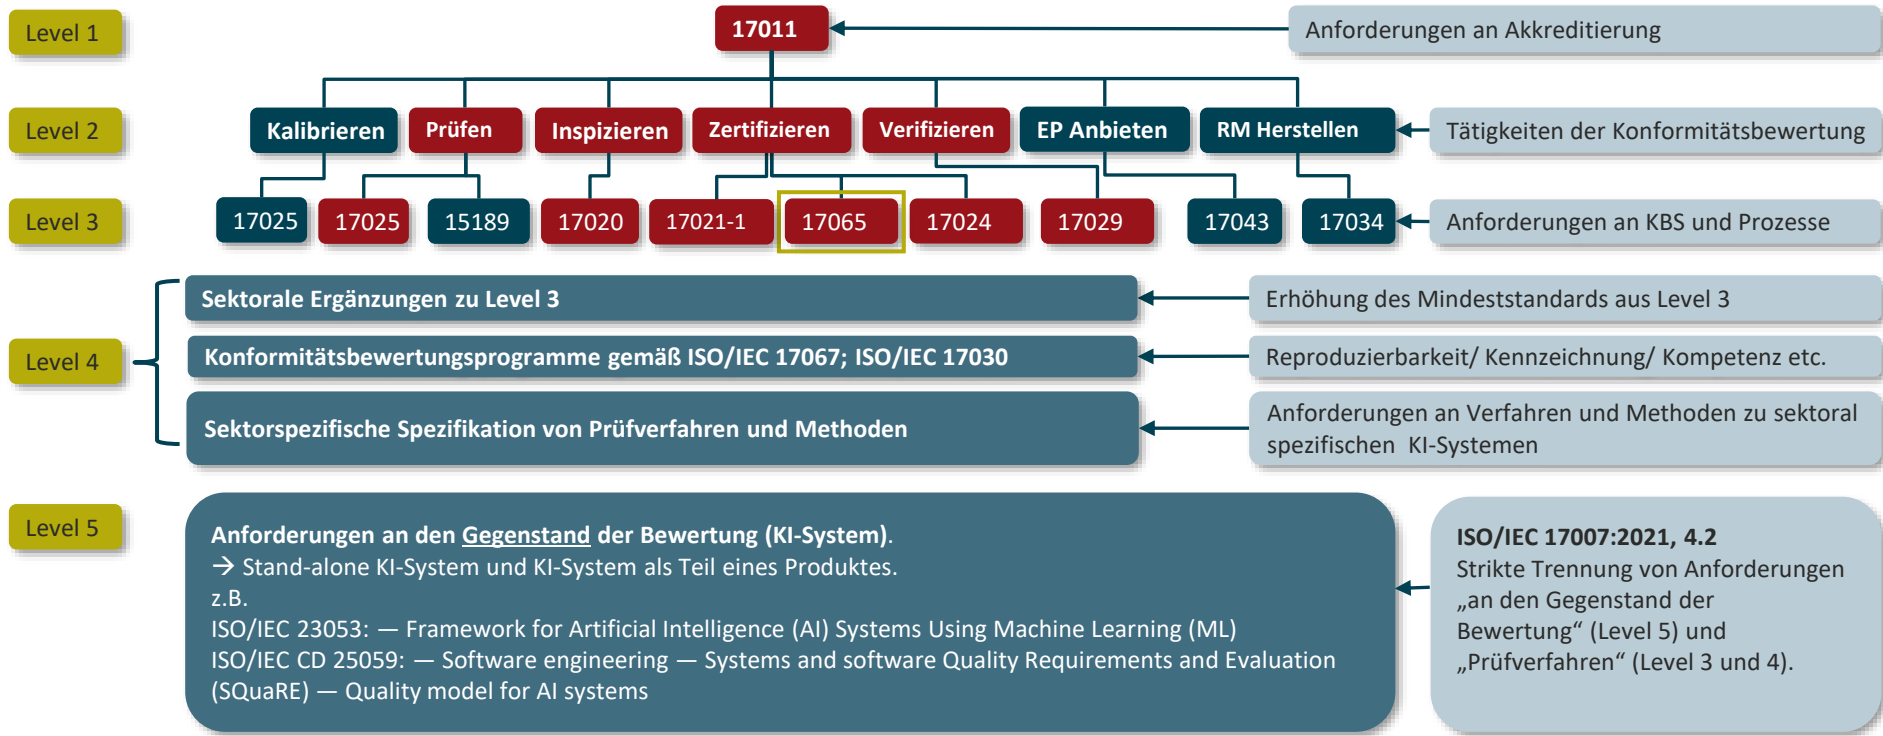 Level 1
17011
Anforderungen an Akkreditierung
Level 2
Kalibrieren
Prüfen
Inspizieren
Zertifizieren
Verifizieren
EP Anbieten
RM Herstellen
Tätigkeiten der Konformitätsbewertung
Level 3
17025
17025
15189
17020
17021-1
17065
17024
17029
17043
17034
Anforderungen an KBS und Prozesse
Level 4
Sektorale Ergänzungen zu Level 3
Erhöhung des Mindeststandards aus Level 3
Konformitätsbewertungsprogramme gemäß ISO/IEC 17067; ISO/IEC 17030
Reproduzierbarkeit/ Kennzeichnung/ Kompetenz etc.
Sektorspezifische Spezifikation von Prüfverfahren und Methoden
Anforderungen an Verfahren und Methoden zu sektoral
spezifischen KI-Systemen
Level 5
Anforderungen an den Gegenstand der Bewertung (KI-System).
→ Stand-alone KI-System und KI-System als Teil eines Produktes.
z.B.
ISO/IEC 23053: — Framework for Artificial Intelligence (AI) Systems Using Machine Learning (ML)
ISO/IEC CD 25059: — Software engineering — Systems and software Quality Requirements and Evaluation
(SQuaRE) — Quality model for AI systems
ISO/IEC 17007:2021, 4.2
Strikte Trennung von Anforderungen
„an den Gegenstand der
Bewertung“ (Level 5) und
„Prüfverfahren“ (Level 3 und 4).